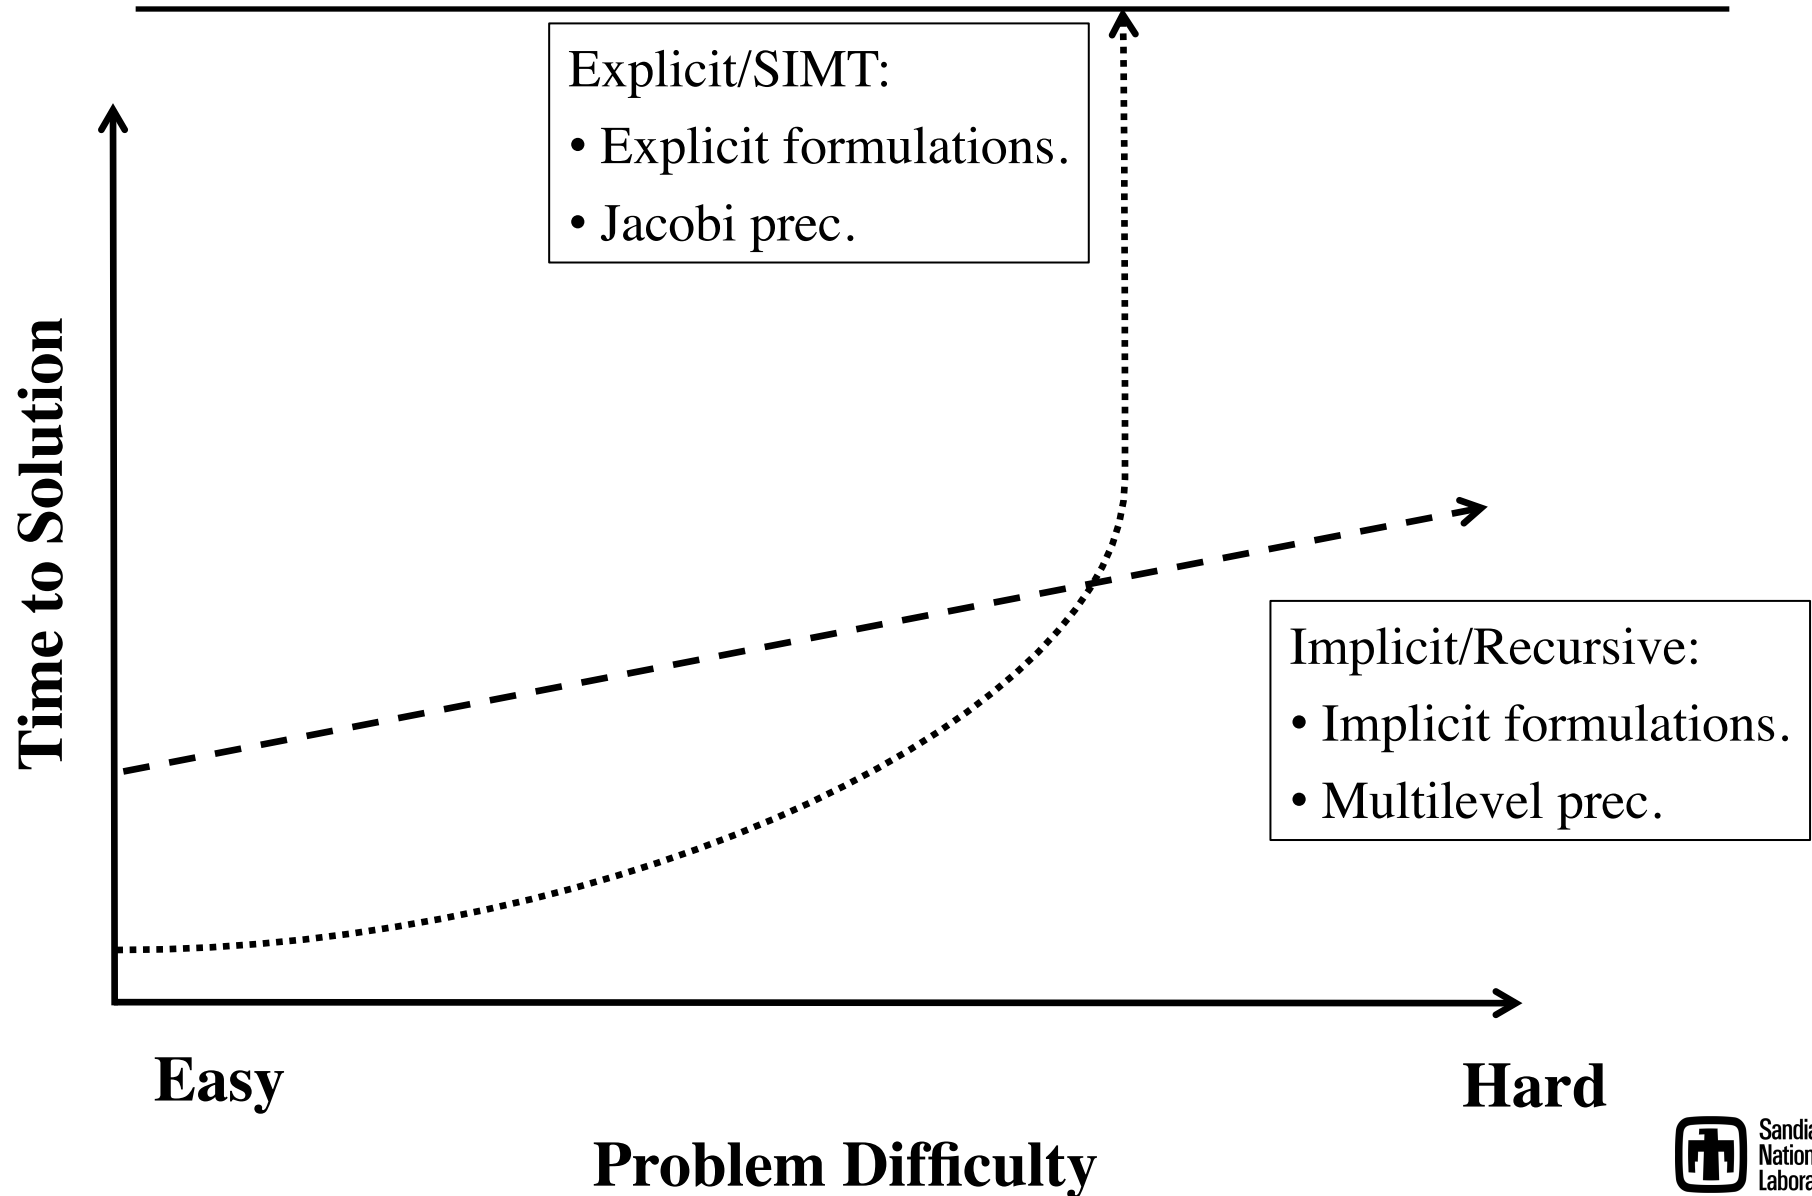 Explicit/SIMT:
• Explicit formulations.
• Jacobi prec.
Time to Solution
Implicit/Recursive:
• Implicit formulations.
• Multilevel prec.
Easy
Hard
Problem Difficulty